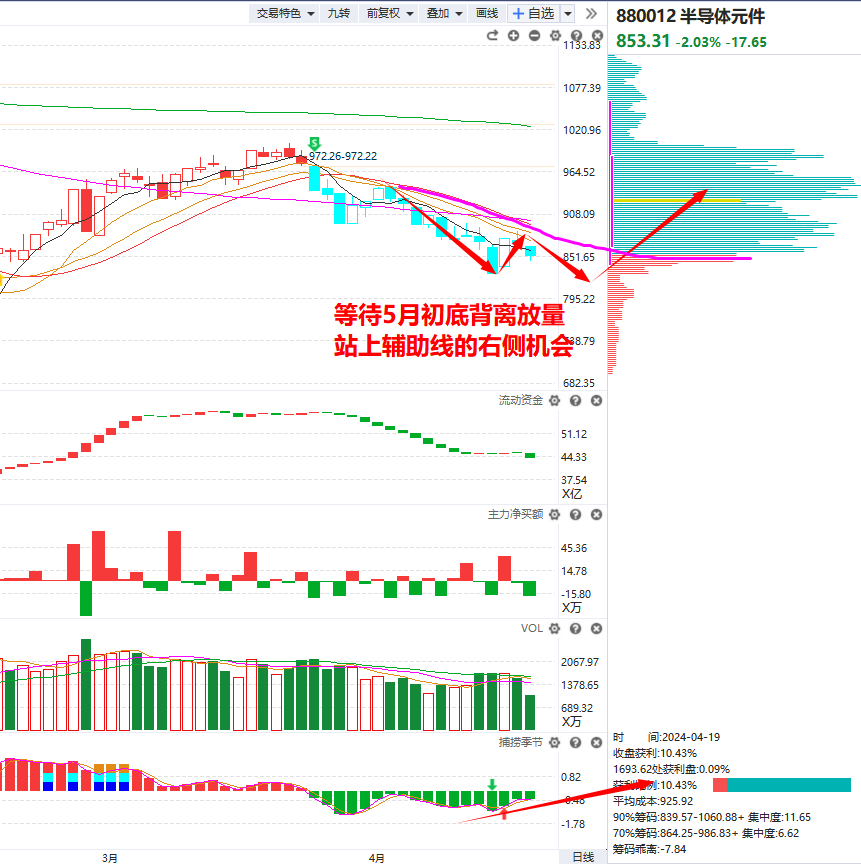 交易特色 九转 前复权 叠加 画线 +自选
880012 半导体元件
853.31 -2.03% -17.65
1133.83
1077.39
1020.96
S
972.26-972.22
964.52
908.09
851.65
795.22
等待5月初底背离放量
站上辅助线的右侧机会
738.79
682.35
流动资金
51.12
44.33
37.54
X亿
主力净买额
45.36
14.78
-15.80
X万
VOL
2067.97
1378.65
689.32
X万
捕捞季节
0.82
-0.48
-1.78
时 间:2024-04-19
收盘获利:10.43%
1693.62处获利盘:0.09%
获利比例:10.43%
平均成本:925.92
90%筹码:839.57-1060.88+ 集中度:11.65
70%筹码:864.25-986.83+ 集中度:6.62
筹码乖离:-7.84
3月 4月 日线